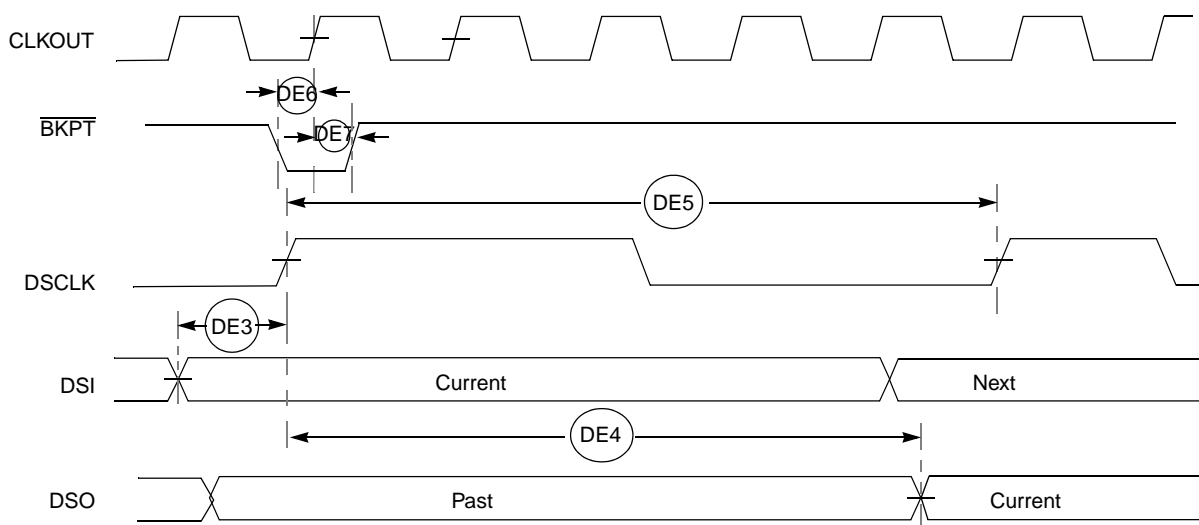 CLKOUT
DE6
BKPT
DE7
DE5
DSCLK
DE3
DSI
Current
Next
DE4
DSO
Past
Current